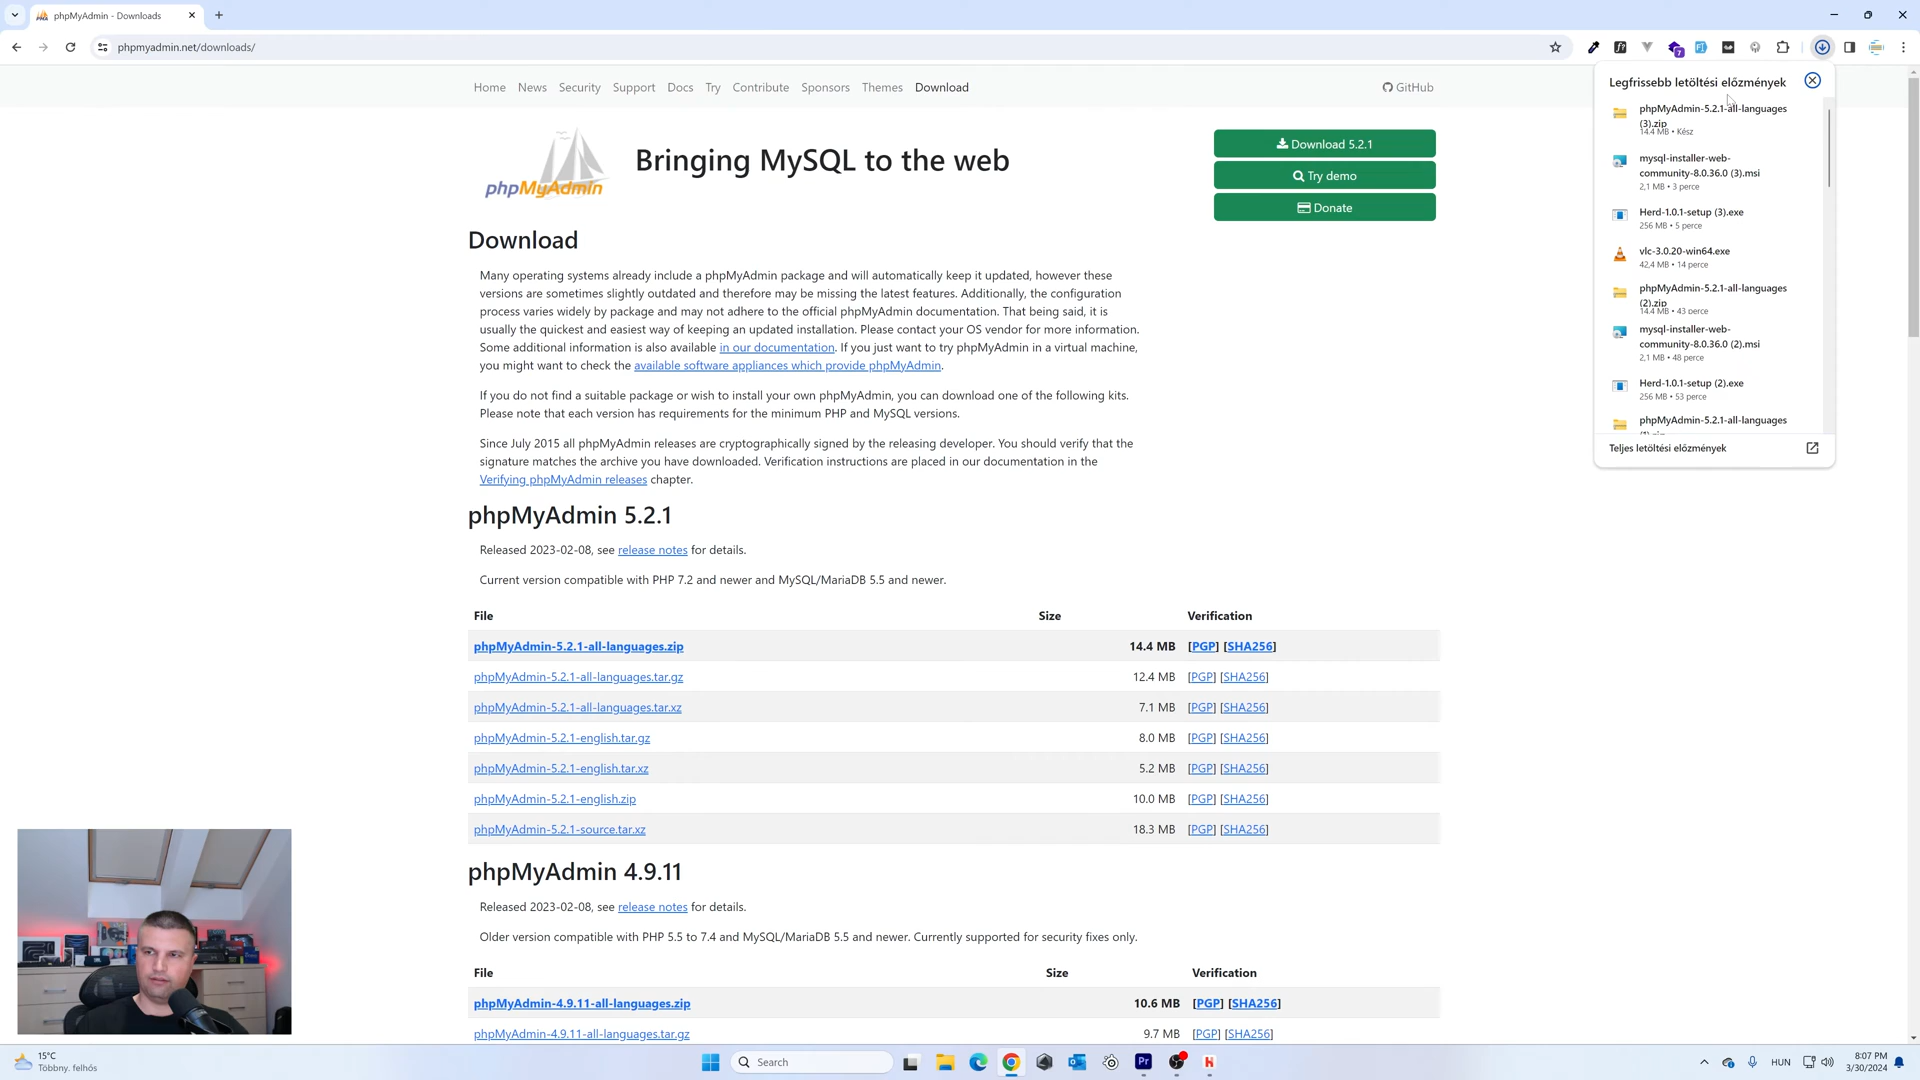 phpMyAdmin - Downloads
phpmyadmin.net/downloads/
7
Home News Security Support Docs Try Contribute Sponsors Themes Download
GitHub
phpMyAdmin
Bringing MySQL to the web
Download 5.2.1
Try demo
Donate
Download
Many operating systems already include a phpMyAdmin package and will automatically keep it updated, however these
versions are sometimes slightly outdated and therefore may be missing the latest features. Additionally, the configuration
process varies widely by package and may not adhere to the official phpMyAdmin documentation. That being said, it is
usually the quickest and easiest way of keeping an updated installation. Please contact your OS vendor for more information.
Some additional information is also available in our documentation. If you just want to try phpMyAdmin in a virtual machine,
you might want to check the available software appliances which provide phpMyAdmin.
If you do not find a suitable package or wish to install your own phpMyAdmin, you can download one of the following kits.
Please note that each version has requirements for the minimum PHP and MySQL versions.
Since July 2015 all phpMyAdmin releases are cryptographically signed by the releasing developer. You should verify that the
signature matches the archive you have downloaded. Verification instructions are placed in our documentation in the
Verifying phpMyAdmin releases chapter.
phpMyAdmin 5.2.1
Released 2023-02-08, see release notes for details.
Current version compatible with PHP 7.2 and newer and MySQL/MariaDB 5.5 and newer.
File Size Verification
phpMyAdmin-5.2.1-all-languages.zip 14.4 MB [PGP] [SHA256]
phpMyAdmin-5.2.1-all-languages.tar.gz 12.4 MB [PGP] [SHA256]
phpMyAdmin-5.2.1-all-languages.tar.xz 7.1 MB [PGP] [SHA256]
phpMyAdmin-5.2.1-english.tar.gz 8.0 MB [PGP] [SHA256]
phpMyAdmin-5.2.1-english.tar.xz 5.2 MB [PGP] [SHA256]
phpMyAdmin-5.2.1-english.zip 10.0 MB [PGP] [SHA256]
phpMyAdmin-5.2.1-source.tar.xz 18.3 MB [PGP] [SHA256]
phpMyAdmin 4.9.11
Released 2023-02-08, see release notes for details.
Older version compatible with PHP 5.5 to 7.4 and MySQL/MariaDB 5.5 and newer. Currently supported for security fixes only.
File Size Verification
phpMyAdmin-4.9.11-all-languages.zip 10.6 MB [PGP] [SHA256]
phpMyAdmin-4.9.11-all-languages.tar.gz 9.7 MB [PGP] [SHA256]
Legfrissebb letöltési előzmények
phpMyAdmin-5.2.1-all-languages
(3).zip
14.4 MB • Kész
mysql-installer-web-
community-8.0.36.0 (3).msi
2,1 MB • 3 perce
Herd-1.0.1-setup (3).exe
256 MB • 5 perce
vlc-3.0.20-win64.exe
42,4 MB • 14 perce
phpMyAdmin-5.2.1-all-languages
(2).zip
14.4 MB • 43 perce
mysql-installer-web-
community-8.0.36.0 (2).msi
2,1 MB • 48 perce
Herd-1.0.1-setup (2).exe
256 MB • 53 perce
phpMyAdmin-5.2.1-all-languages
Teljes letöltési előzmények
15°C
Többny. felhős
Search
Pr
H
HUN
8:07 PM
3/30/2024